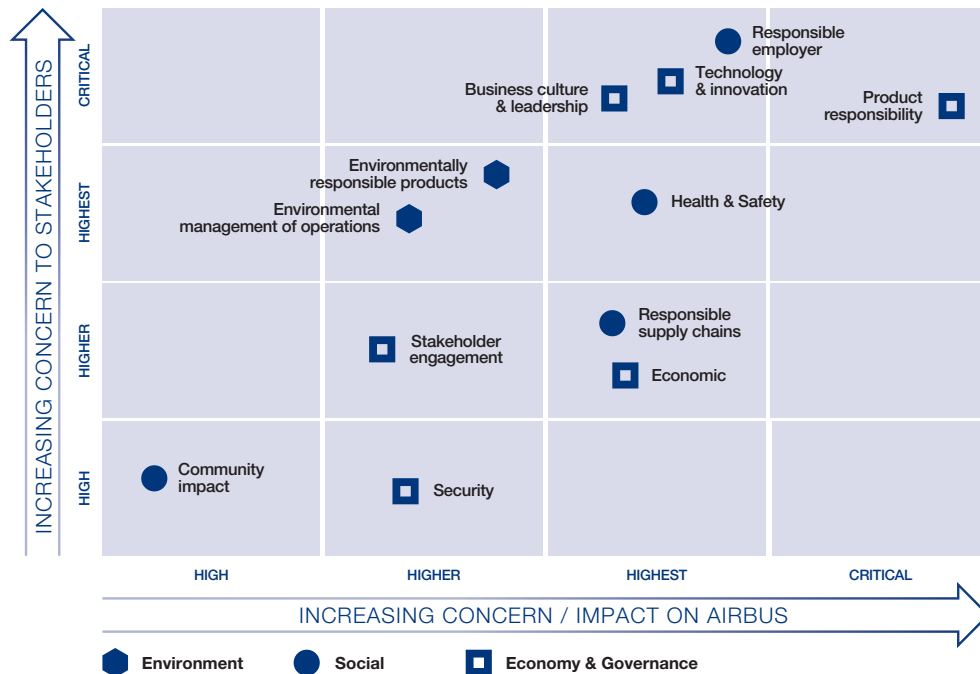 INCREASING CONCERN TO STAKEHOLDERS
CRITICAL
HIGHEST
HIGHER
HIGH
Responsible
employer
Technology
& innovation
Business culture
& leadership
Product
responsibility
Environmentally
responsible products
Environmental
management of operations
Health & Safety
Responsible
supply chains
Stakeholder
engagement
Economic
Community
impact
Security
HIGH
HIGHER
HIGHEST
CRITICAL
INCREASING CONCERN / IMPACT ON AIRBUS
Environment
Social
Economy & Governance